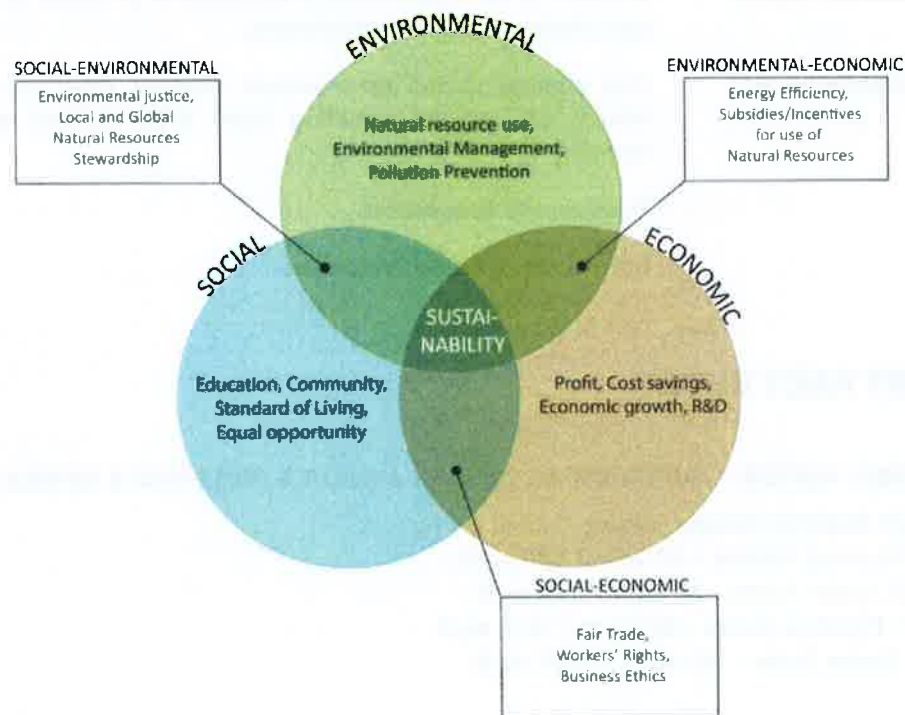 ENVIRONMENTAL
SOCIAL-ENVIRONMENTAL
Environmental Justice,
Local and Global
Natural Resources
Stewardship
ENVIRONMENTAL-ECONOMIC
Energy Efficiency,
Subsidies/Incentives
for use of
Natural Resources
Natural resource use,
Environmental Management,
Pollution Prevention
SOCIAL
ECONOMIC
SUSTAI-
NABILITY
Education, Community,
Standard of Living,
Equal opportunity
Profit, Cost savings,
Economic growth, R&D
SOCIAL-ECONOMIC
Fair Trade,
Workers' Rights,
Business Ethics